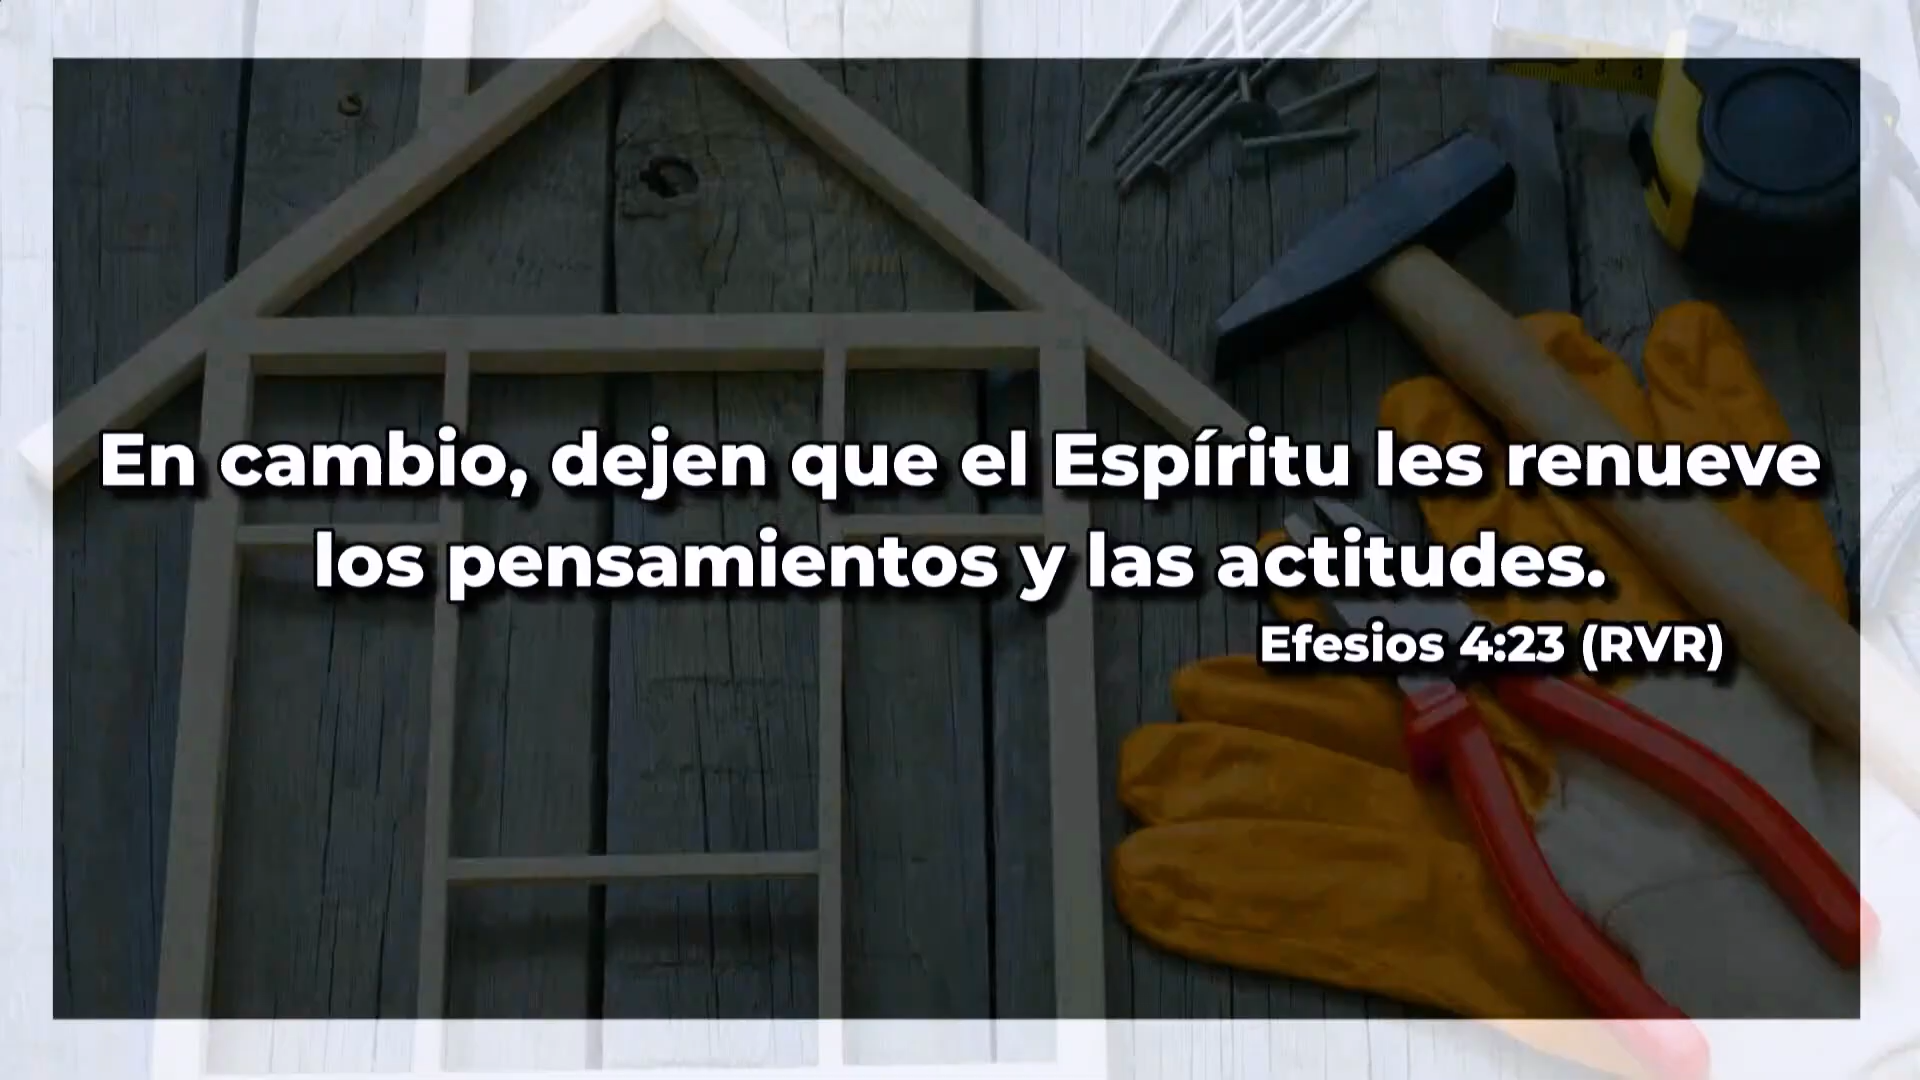 En cambio, dejen que el Espíritu les renueve
los pensamientos y las actitudes.
Efesios 4:23 (RVR)